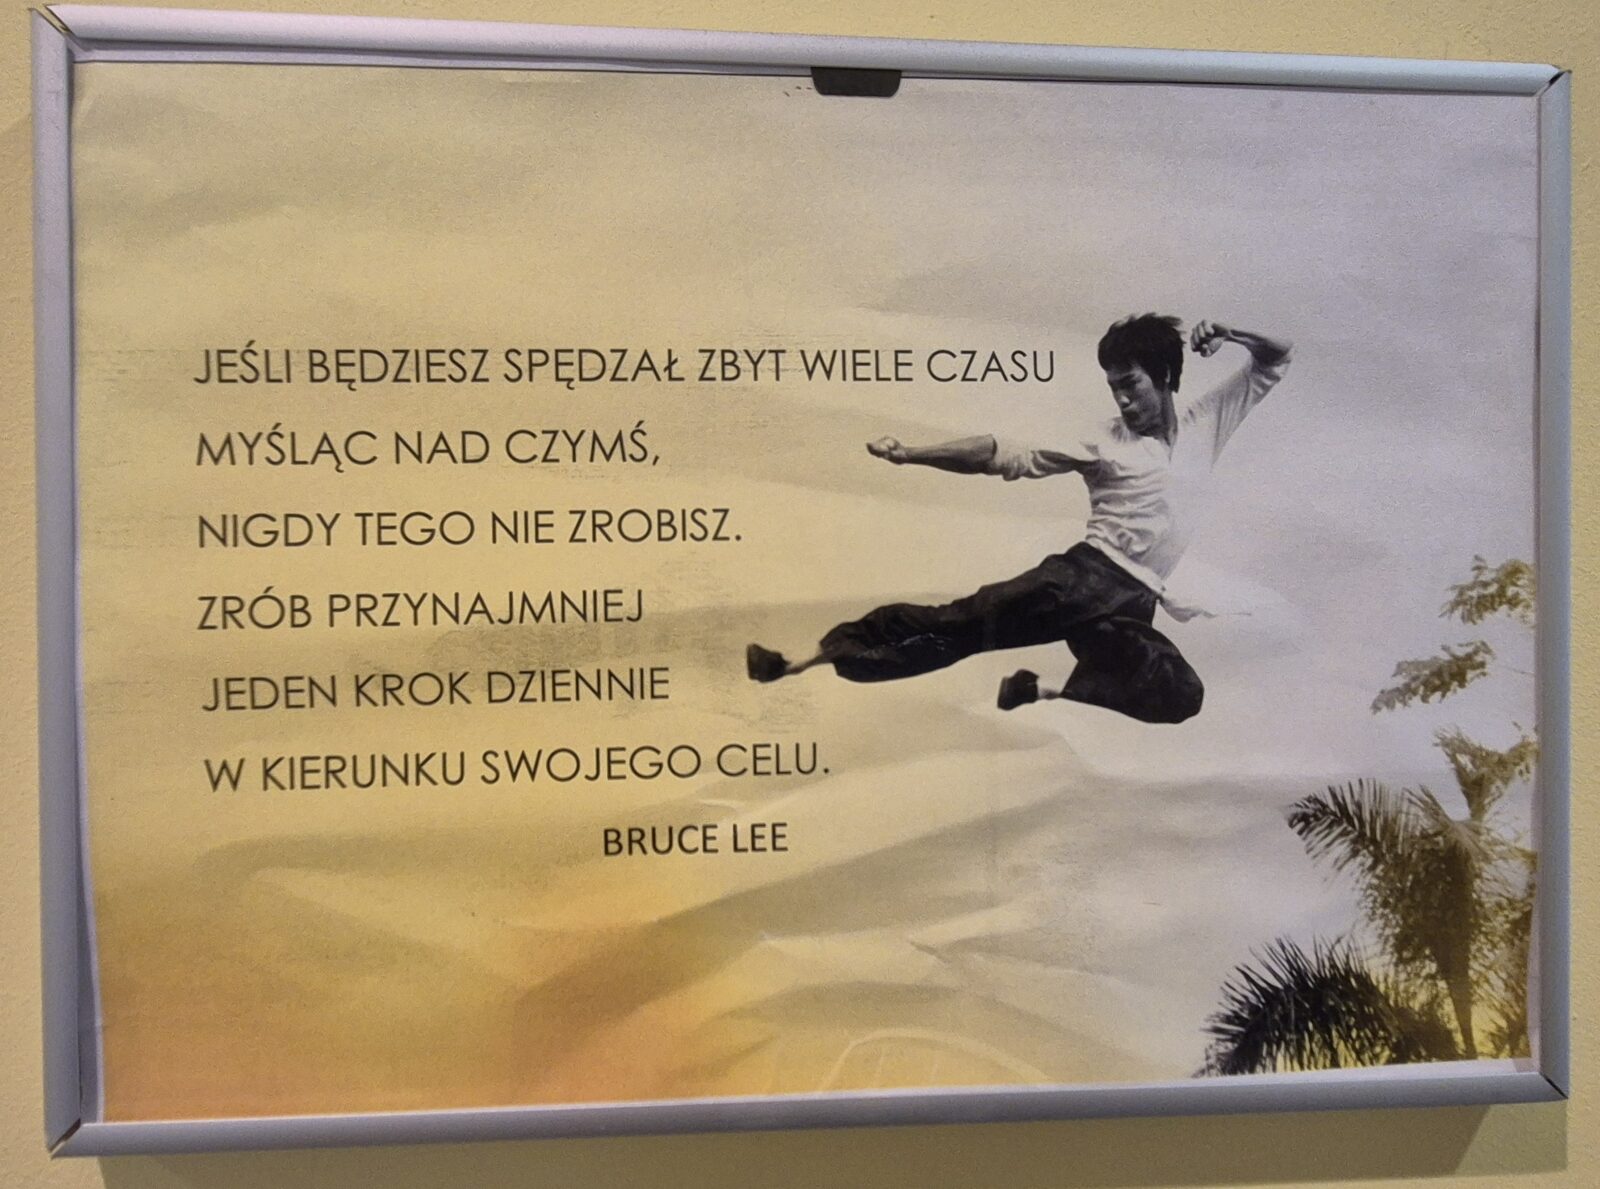 JEŚLI BĘDZIESZ SPĘDZAŁ ZBYT WIELE CZASU
MYŚLĄC NAD CZYMŚ,
NIGDY TEGO NIE ZROBISZ.
ZRÓB PRZYNAJMNIEJ
JEDEN KROK DZIENNIE
W KIERUNKU SWOJEGO CELU.
BRUCE LEE